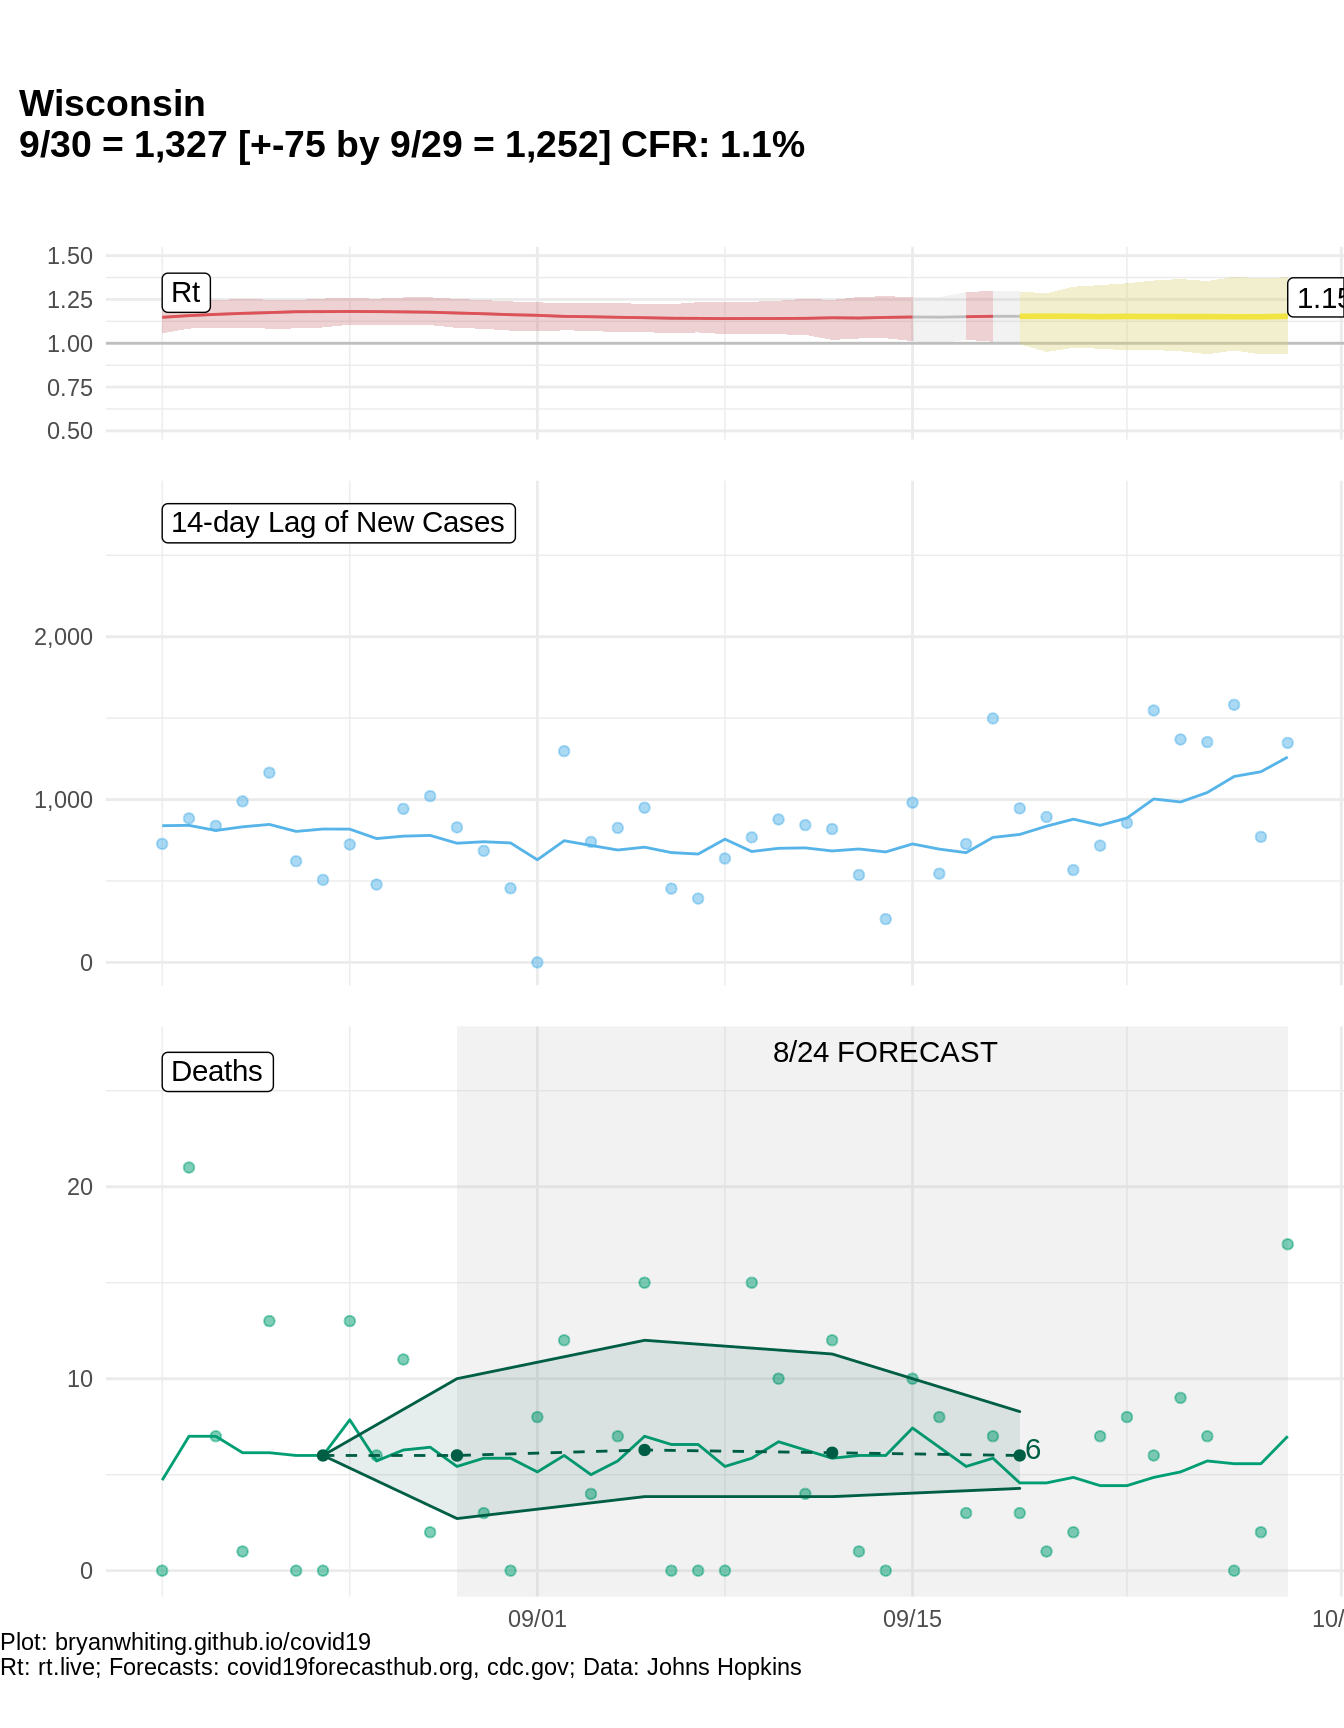 Wisconsin
9/30 = 1,327 [+-75 by 9/29 = 1,252] CFR: 1.1%
1.50
1.25
1.00
0.75
0.50
Rt
1.15
14-day Lag of New Cases
2,000
1,000
0
Deaths
8/24 FORECAST
20
10
0
6
09/01
09/15
10/
Plot: bryanwhiting.github.io/covid19
Rt: rt.live; Forecasts: covid19forecasthub.org, cdc.gov; Data: Johns Hopkins